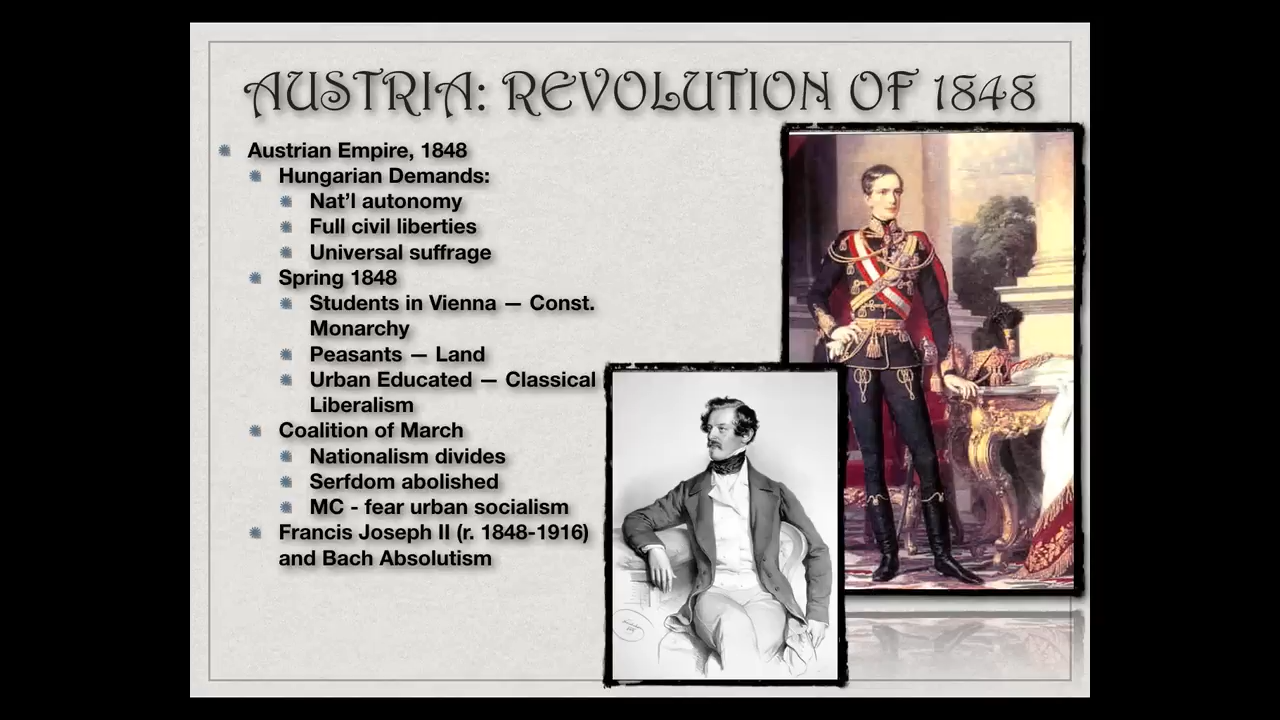 AUSTRIA: REVOLUTION OF 1848
Austrian Empire, 1848
Hungarian Demands:
Nat’l autonomy
Full civil liberties
Universal suffrage
Spring 1848
Students in Vienna — Const.
Monarchy
Peasants — Land
Urban Educated — Classical
Liberalism
Coalition of March
Nationalism divides
Serfdom abolished
MC - fear urban socialism
Francis Joseph II (r. 1848-1916)
and Bach Absolutism